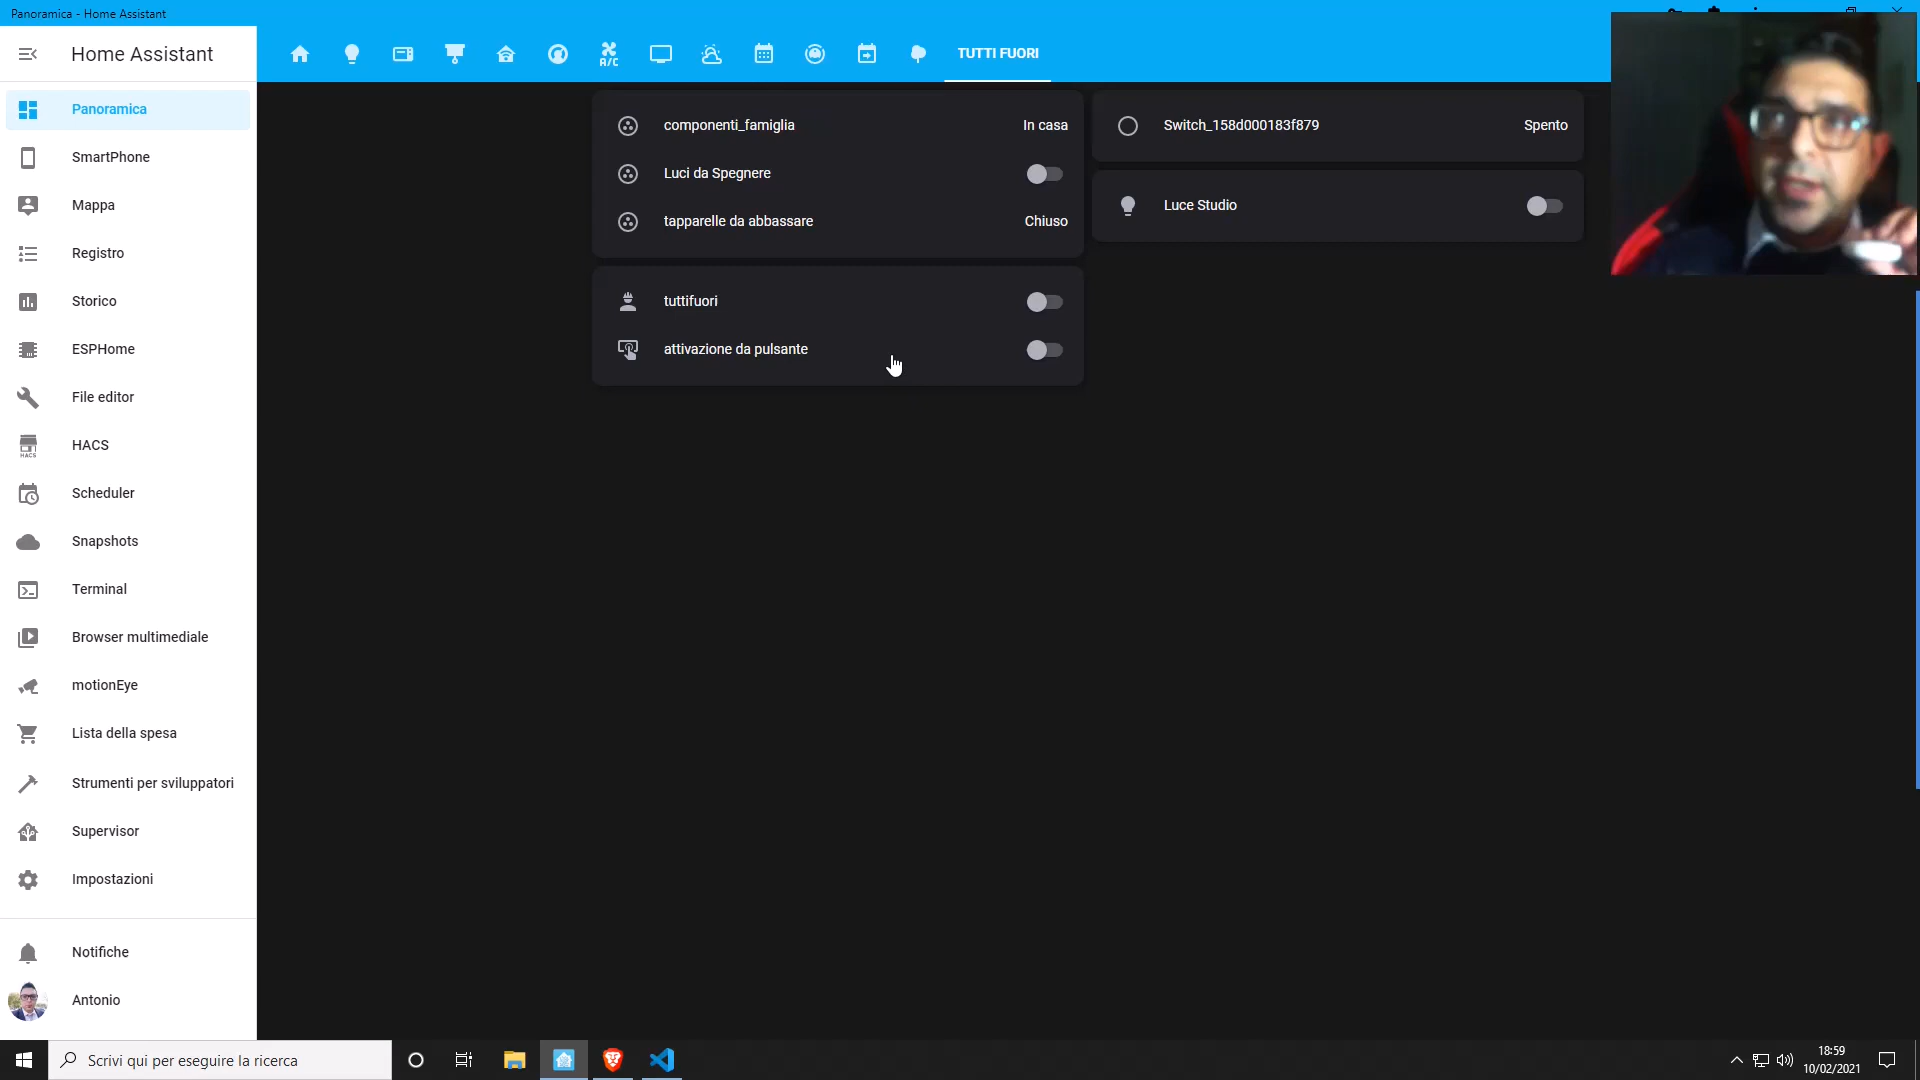 Panoramica - Home Assistant
Home Assistant
A/C
TUTTI FUORI
Panoramica
SmartPhone
Mappa
Registro
Storico
ESPHome
File editor
HACS
HACS
Scheduler
Snapshots
Terminal
Browser multimediale
motionEye
Lista della spesa
Strumenti per sviluppatori
Supervisor
Impostazioni
Notifiche
Antonio
componenti_famiglia In casa
Luci da Spegnere
tapparelle da abbassare Chiuso
tuttifuori
attivazione da pulsante
Switch_158d000183f879 Spento
Luce Studio
Scrivi qui per eseguire la ricerca
18:59
10/02/2021